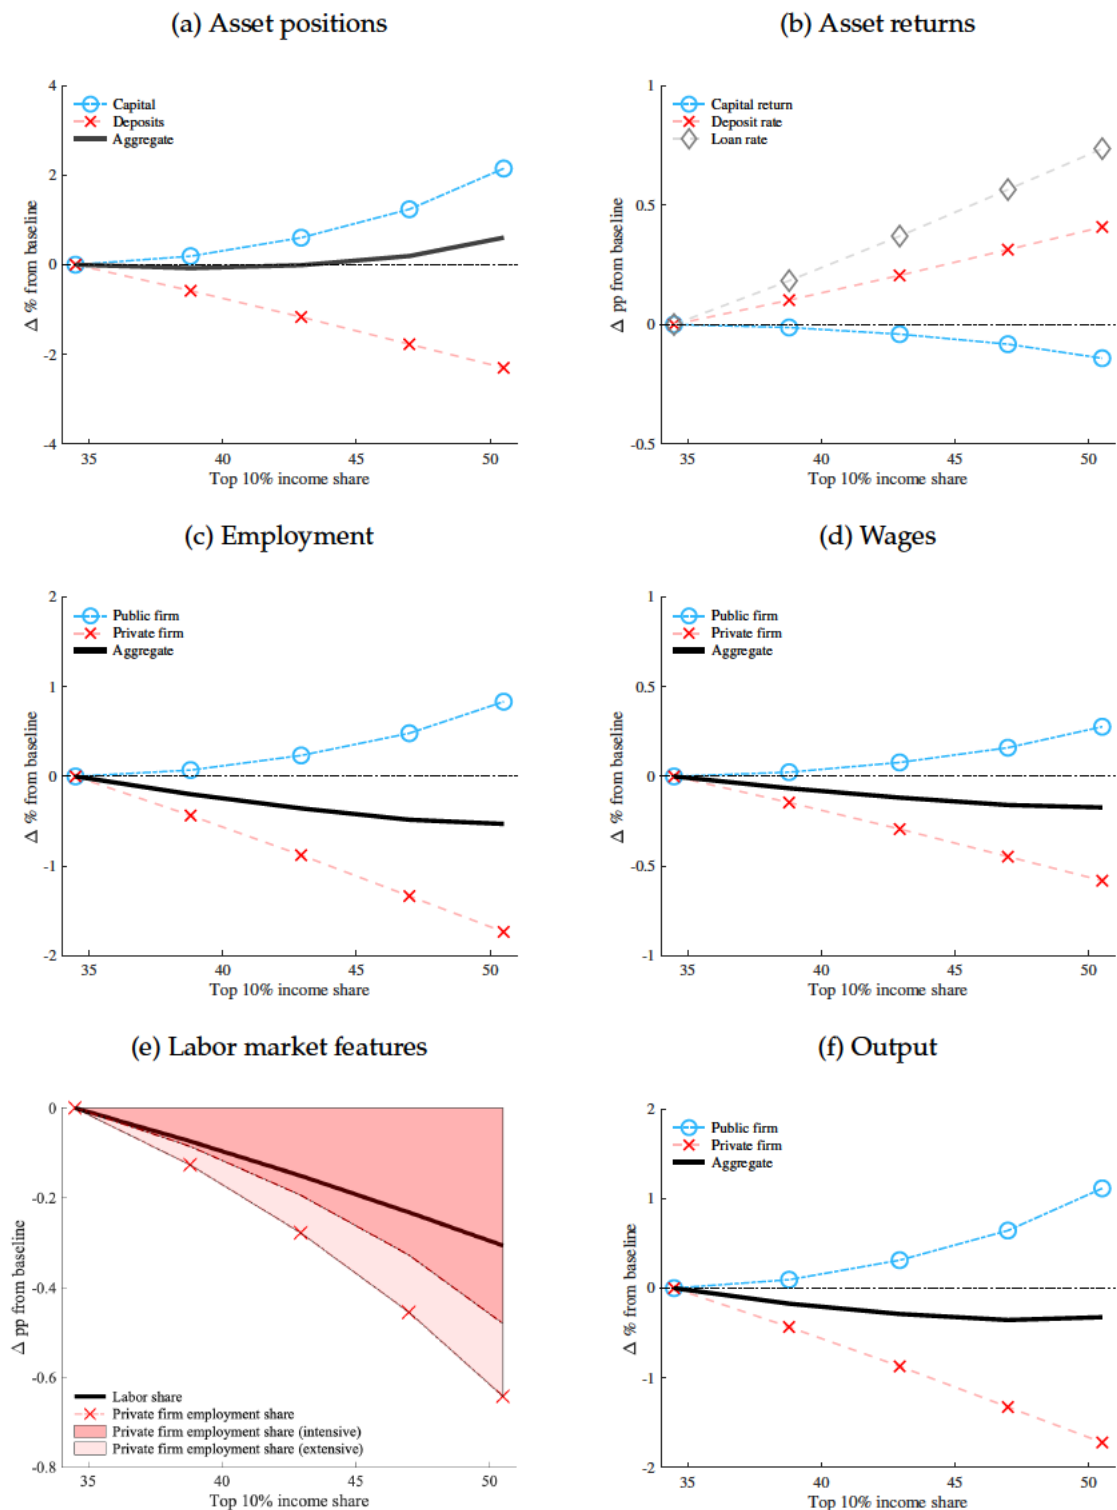 (a) Asset positions
4
2
0
-2
-4
Δ % from baseline
Capital
Deposits
Aggregate
35
40
45
50
Top 10% income share
(b) Asset returns
1
0.5
0
-0.5
Δ pp from baseline
Capital return
Deposit rate
Loan rate
35
40
45
50
Top 10% income share
(c) Employment
2
1
0
-1
-2
Δ % from baseline
Public firm
Private firm
Aggregate
35
40
45
50
Top 10% income share
(d) Wages
1
0.5
0
-0.5
-1
Δ % from baseline
Public firm
Private firm
Aggregate
35
40
45
50
Top 10% income share
(e) Labor market features
0
-0.2
-0.4
-0.6
-0.8
Δ pp from baseline
Labor share
Private firm employment share
Private firm employment share (intensive)
Private firm employment share (extensive)
35
40
45
50
Top 10% income share
(f) Output
2
1
0
-1
-2
Δ % from baseline
Public firm
Private firm
Aggregate
35
40
45
50
Top 10% income share